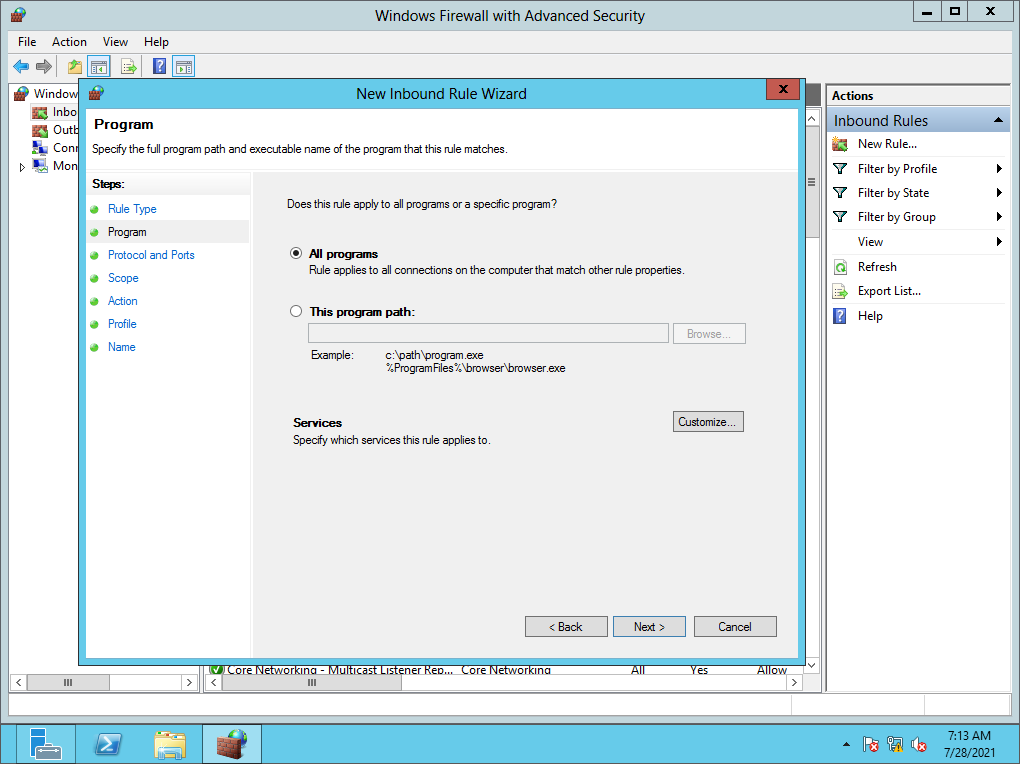 Windows Firewall with Advanced Security
File Action View Help
Window
Inbo
Outb
Conr
Mon
New Inbound Rule Wizard
Program
Specify the full program path and executable name of the program that this rule matches.
Steps:
Rule Type
Program
Protocol and Ports
Scope
Action
Profile
Name
Does this rule apply to all programs or a specific program?
All programs
Rule applies to all connections on the computer that match other rule properties.
This program path:
Browse...
Example: c:\path\program.exe
%ProgramFiles%\browser\browser.exe
Services
Specify which services this rule applies to.
Customize...
< Back Next > Cancel
Core Networking - Multicast Listener Rep... Core Networking All Yes Allow
Actions
Inbound Rules
New Rule...
Filter by Profile
Filter by State
Filter by Group
View
Refresh
Export List...
Help
7:13 AM
7/28/2021